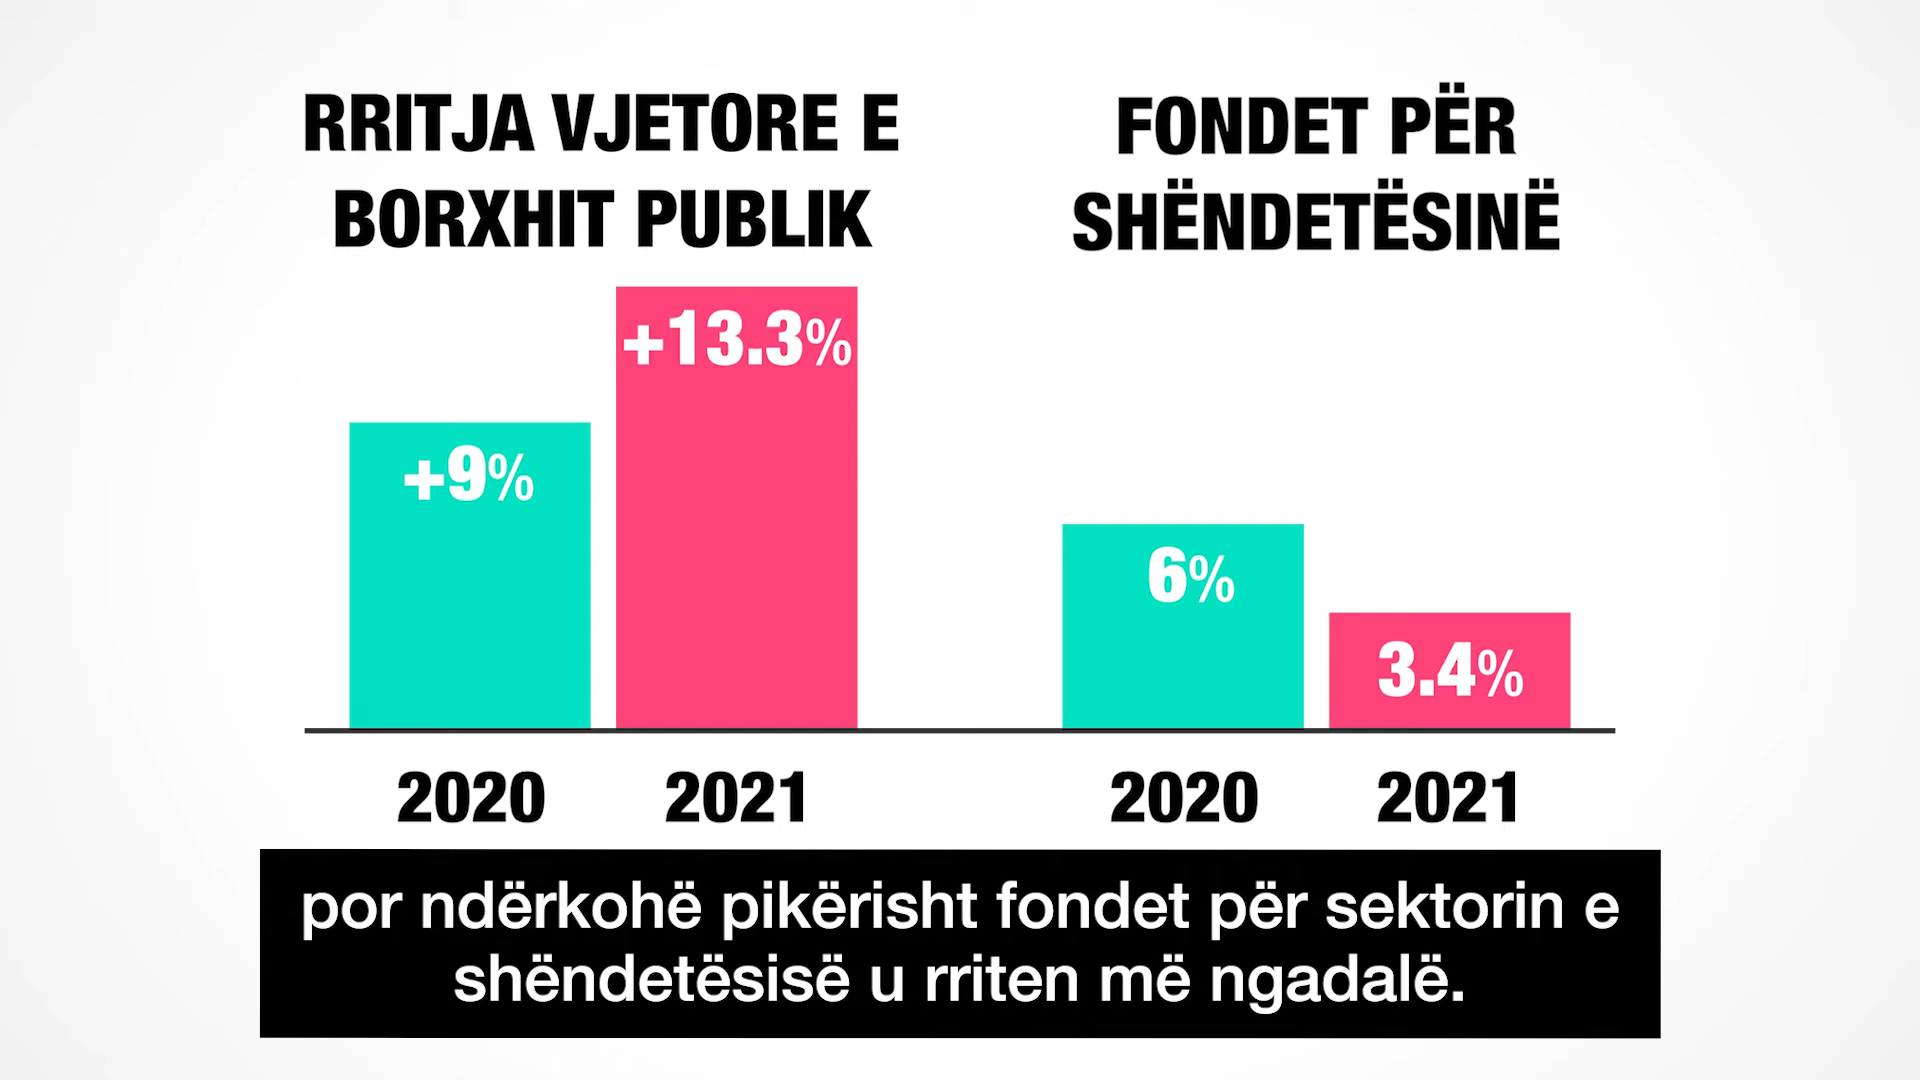 RRITJA VJETORE E
BORXHIT PUBLIK
+9%
+13.3%
2020
2021
FONDET PËR
SHËNDETËSINË
6%
3.4%
2020
2021
por ndërkohë pikërisht fondet për sektorin e
shëndetësisë u rriten më ngadalë.